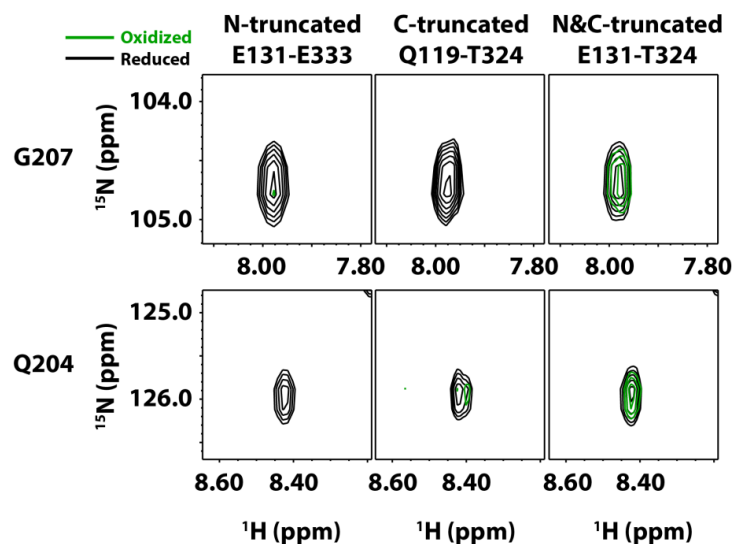 N-truncated C-truncated N&C-truncated
Oxidized
Reduced
E131-E333 Q119-T324 E131-T324
G207
15N (ppm)
104.0
105.0
8.00 7.80 8.00 7.80 8.00 7.80
Q204
15N (ppm)
125.0
126.0
8.60 8.40 8.60 8.40 8.60 8.40
1H (ppm) 1H (ppm) 1H (ppm)